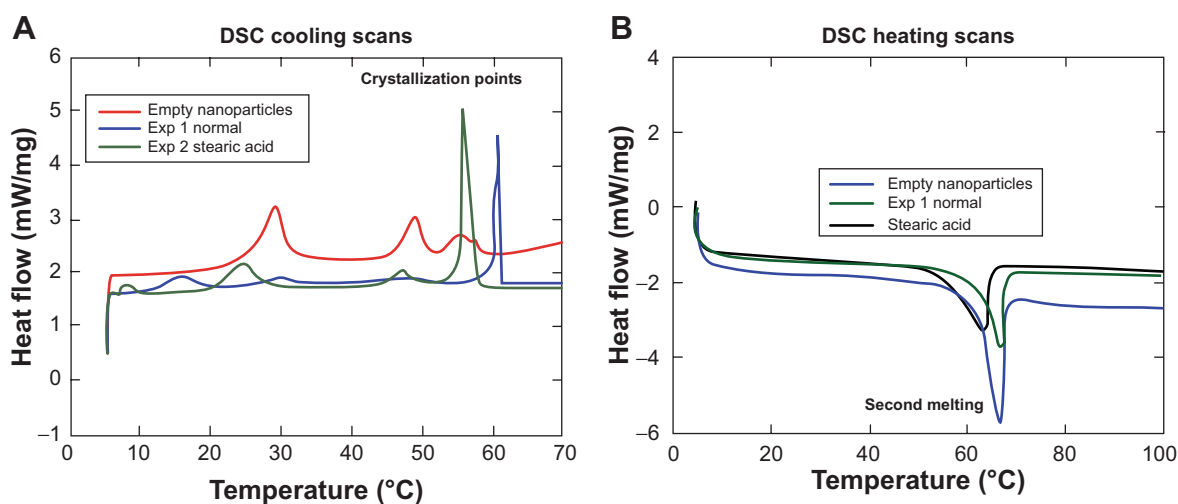 A
DSC cooling scans
6
5
4
3
2
1
0
−1
Heat flow (mW/mg)
Crystallization points
Empty nanoparticles
Exp 1 normal
Exp 2 stearic acid
0 10 20 30 40 50 60 70
Temperature (°C)
B
DSC heating scans
4
2
0
−2
−4
−6
Heat flow (mW/mg)
Empty nanoparticles
Exp 1 normal
Stearic acid
Second melting
0 20 40 60 80 100
Temperature (°C)